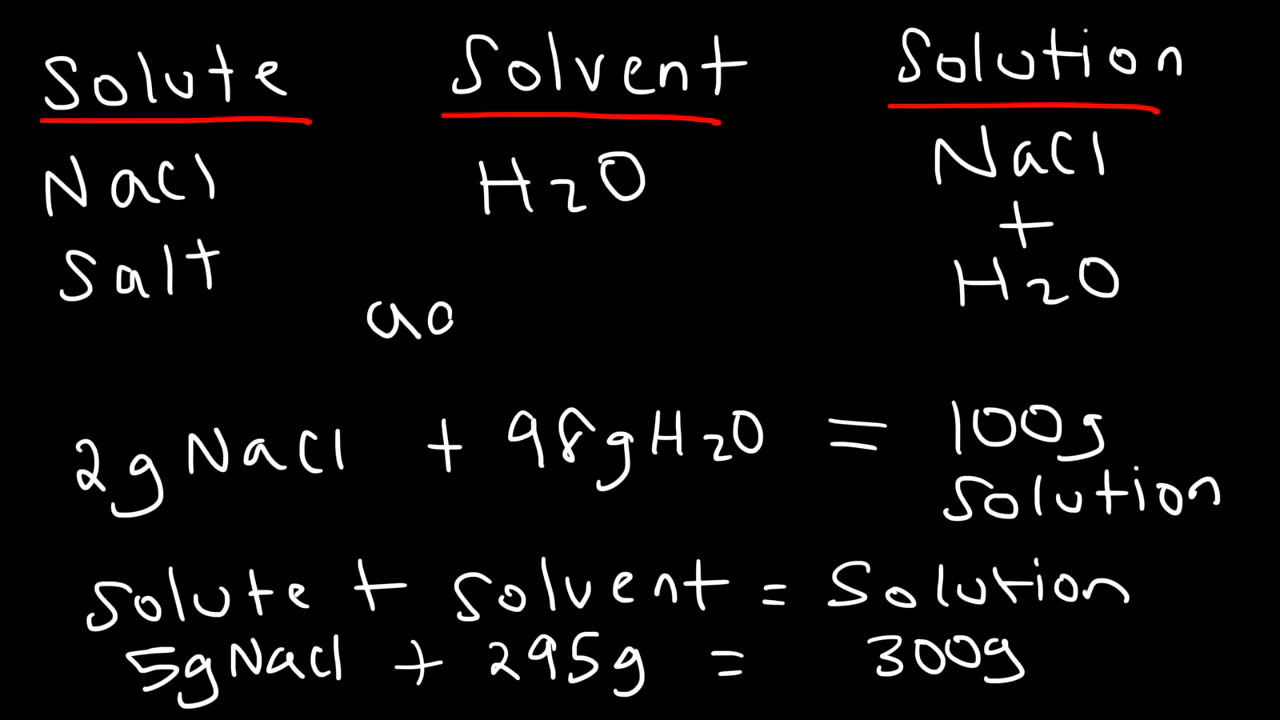 Solute Solvent Solution
NaCl H2O NaCl
Salt +
H2O
ao
2g NaCl + 98g H2O = 100g
Solution
Solute + Solvent = Solution
5g NaCl + 295g = 300g